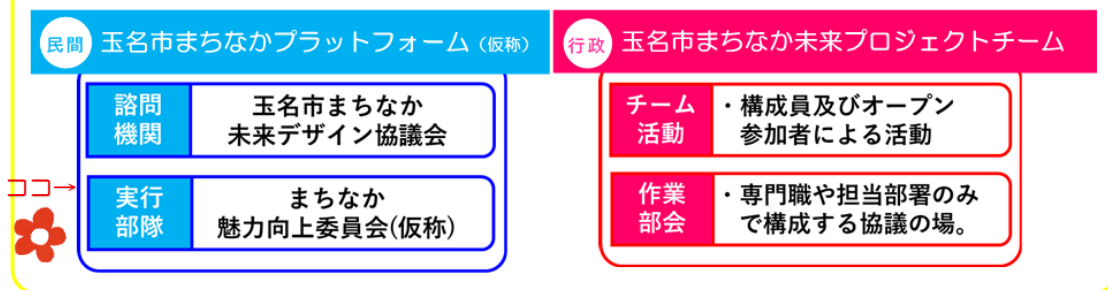 民間 玉名市まちなかプラットフォーム（仮称）
行政 玉名市まちなか未来プロジェクトチーム
諮問
機関
玉名市まちなか
未来デザイン協議会
チーム
活動
・構成員及びオープン
参加者による活動
ココ→
実行
部隊
まちなか
魅力向上委員会(仮称)
作業
部会
・専門職や担当部署のみ
で構成する協議の場。